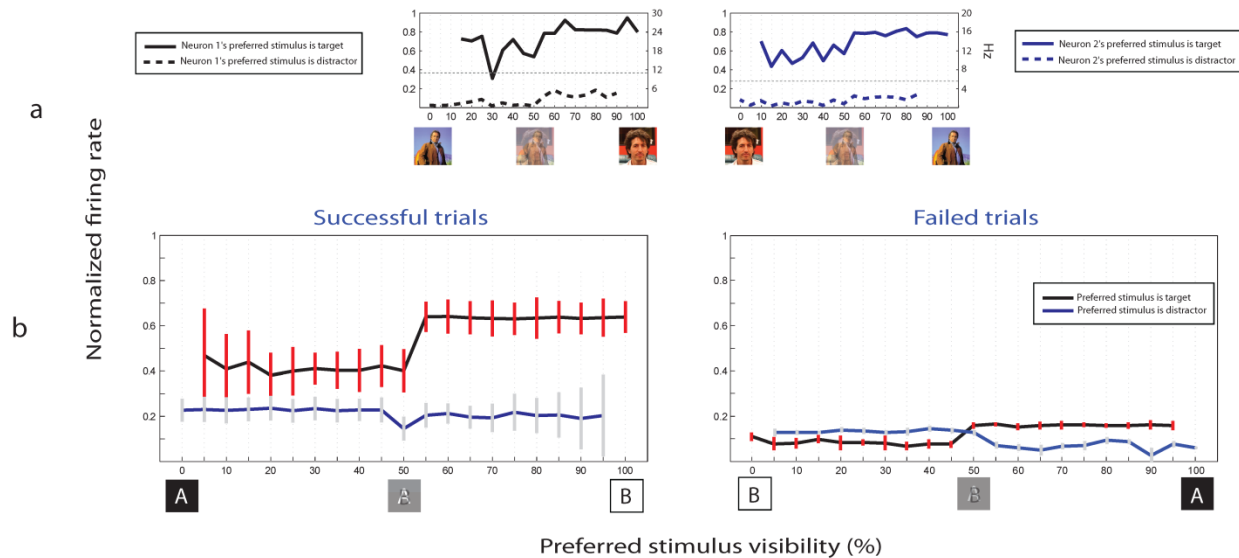 Neuron 1's preferred stimulus is target
Neuron 1's preferred stimulus is distractor
1
0.8
0.6
0.4
0.2
30
24
18
12
6
0 10 20 30 40 50 60 70 80 90 100
1
0.8
0.6
0.4
0.2
20
16
12
8
4
Hz
0 10 20 30 40 50 60 70 80 90 100
Neuron 2's preferred stimulus is target
Neuron 2's preferred stimulus is distractor
a
Normalized firing rate
b
Successful trials
1
0.8
0.6
0.4
0.2
0 10 20 30 40 50 60 70 80 90 100
A
B
B
Failed trials
1
0.8
0.6
0.4
0.2
Preferred stimulus is target
Preferred stimulus is distractor
0 10 20 30 40 50 60 70 80 90 100
B
B
A
Preferred stimulus visibility (%)